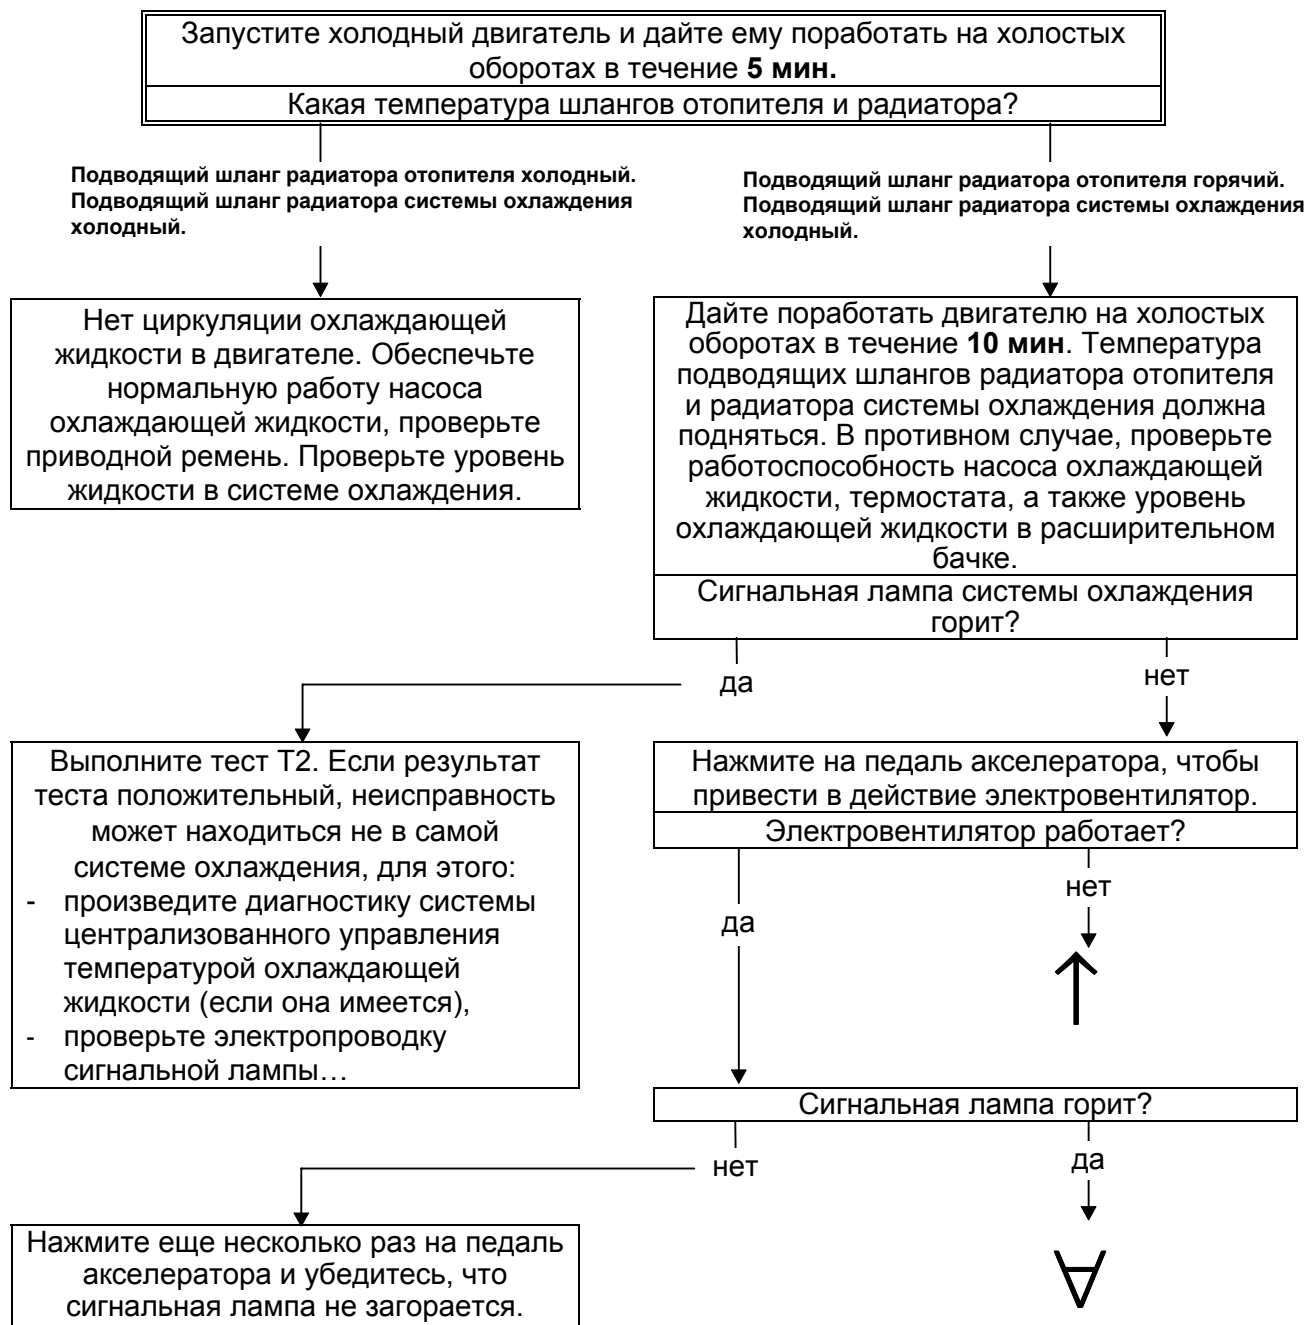 Запустите холодный двигатель и дайте ему поработать на холостых
оборотах в течение 5 мин.
Какая температура шлангов отопителя и радиатора?
Подводящий шланг радиатора отопителя холодный.
Подводящий шланг радиатора системы охлаждения
холодный.
Подводящий шланг радиатора отопителя горячий.
Подводящий шланг радиатора системы охлаждения
холодный.
Нет циркуляции охлаждающей
жидкости в двигателе. Обеспечьте
нормальную работу насоса
охлаждающей жидкости, проверьте
приводной ремень. Проверьте уровень
жидкости в системе охлаждения.
Дайте поработать двигателю на холостых
оборотах в течение 10 мин. Температура
подводящих шлангов радиатора отопителя
и радиатора системы охлаждения должна
подняться. В противном случае, проверьте
работоспособность насоса охлаждающей
жидкости, термостата, а также уровень
охлаждающей жидкости в расширительном
бачке.
Сигнальная лампа системы охлаждения
горит?
да
нет
Выполните тест Т2. Если результат
теста положительный, неисправность
может находиться не в самой
системе охлаждения, для этого:
- произведите диагностику системы
централизованного управления
температурой охлаждающей
жидкости (если она имеется),
- проверьте электропроводку
сигнальной лампы…
Нажмите на педаль акселератора, чтобы
привести в действие электровентилятор.
Электровентилятор работает?
да
нет
↑
Сигнальная лампа горит?
нет
да
∀
Нажмите еще несколько раз на педаль
акселератора и убедитесь, что
сигнальная лампа не загорается.